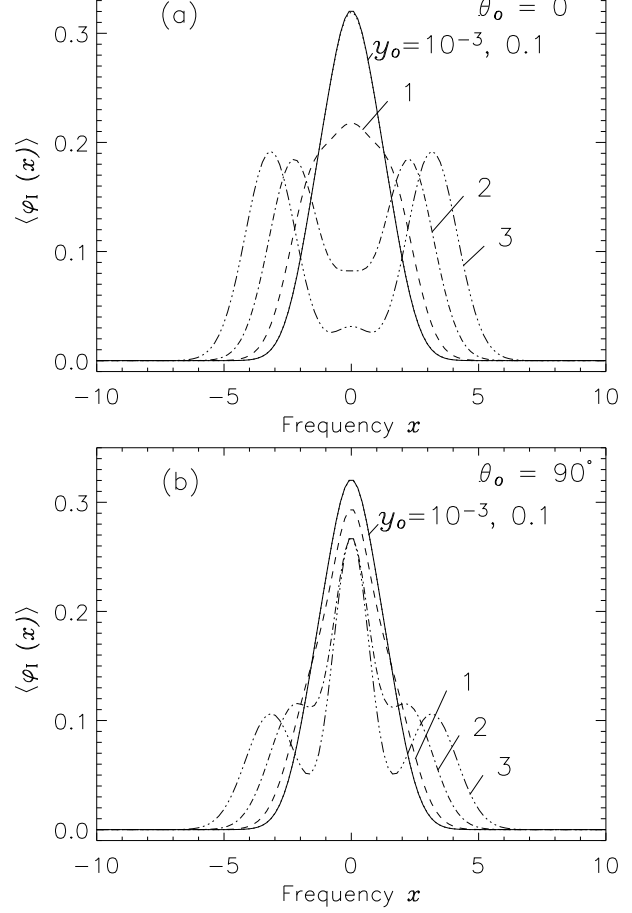 (a)
θo = 0
yo=10−3, 0.1
1
2
3
0.3
0.2
0.1
0.0
⟨φI (x)⟩
−10 −5 0 5 10
Frequency x
(b)
θo = 90°
yo=10−3, 0.1
1
2
3
0.3
0.2
0.1
0.0
⟨φI (x)⟩
−10 −5 0 5 10
Frequency x